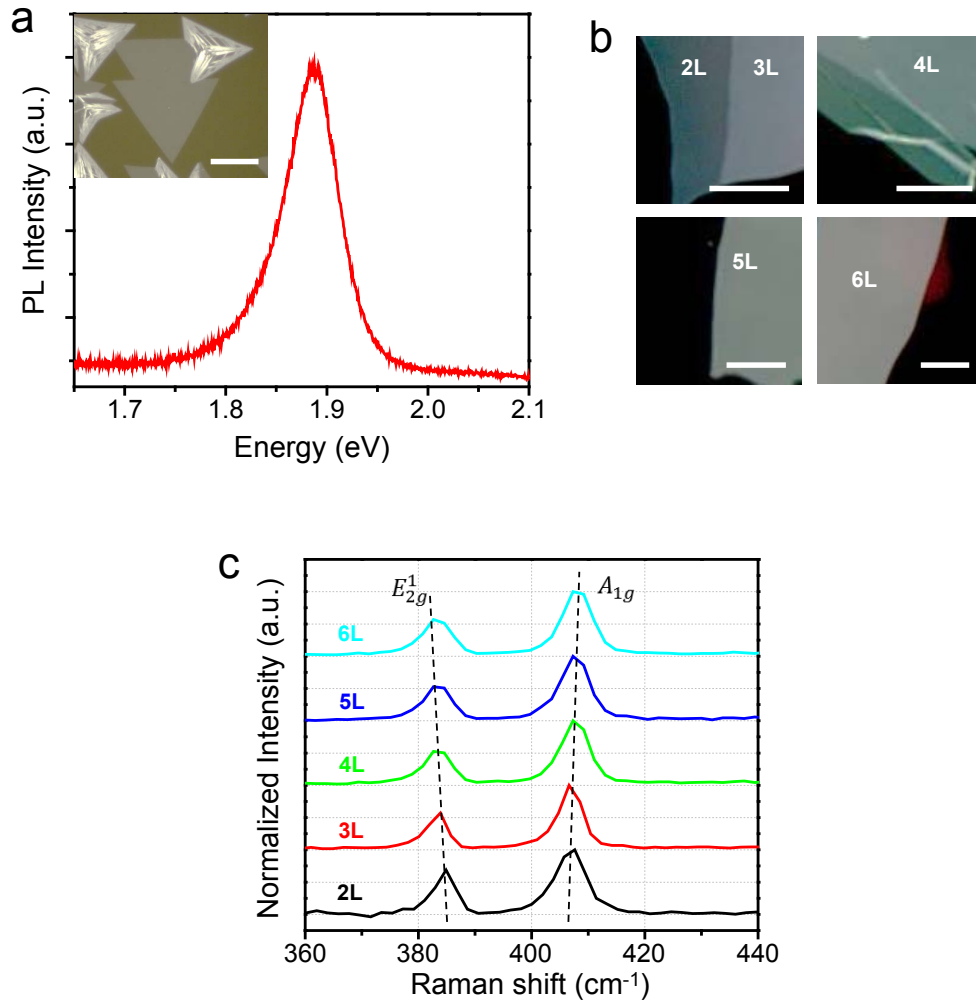 a
PL Intensity (a.u.)
1.7 1.8 1.9 2.0 2.1
Energy (eV)
b
2L 3L
4L
5L
6L
c
Normalized Intensity (a.u.)
E¹₂g A₁g
6L
5L
4L
3L
2L
360 380 400 420 440
Raman shift (cm⁻¹)